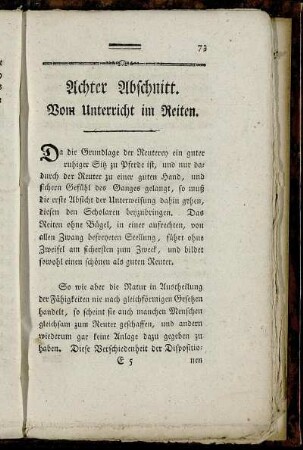 73
Achter Abschnitt.
Vom Unterricht im Reiten.
Da die Grundlage der Reuterey ein guter
ruhiger Sitz zu Pferde ist, und nur da-
durch der Reuter zu einer guten Hand, und
sichern Gefühl des Ganges gelangt, so muß
die erste Absicht der Unterweisung dahin gehen,
diesen den Scholaren beyzubringen. Das
Reiten ohne Bügel, in einer aufrechten, von
allen Zwang befreyeten Stellung, führt ohne
Zweifel am sichersten zum Zweck, und bildet
sowohl einen schönen als guten Reuter.
So wie aber die Natur in Austheilung
der Fähigkeiten nie nach gleichförmigen Gesetzen
handelt, so scheint sie auch manchen Menschen
gleichsam zum Reuter geschaffen, und andern
wiederum gar keine Anlage dazu gegeben zu
haben. Diese Verschiedenheit der Dispositio-
E 5 nen